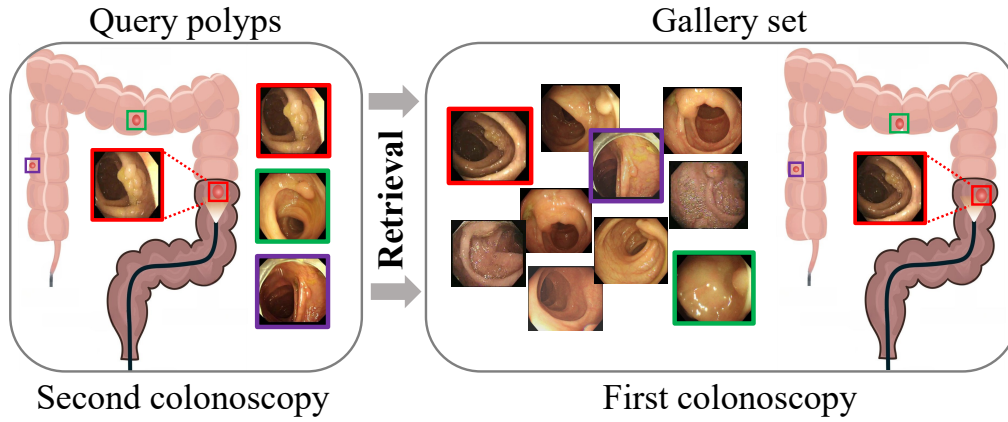 Query polyps
Gallery set
Retrieval
Second colonoscopy
First colonoscopy